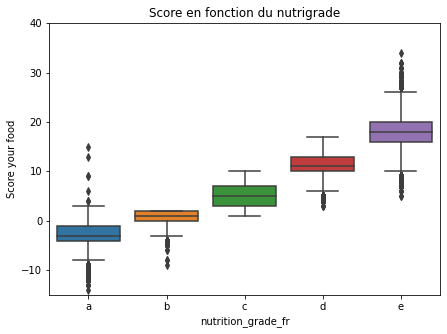 Score en fonction du nutrigrade
40
30
20
10
0
−10
Score your food
a b c d e
nutrition_grade_fr